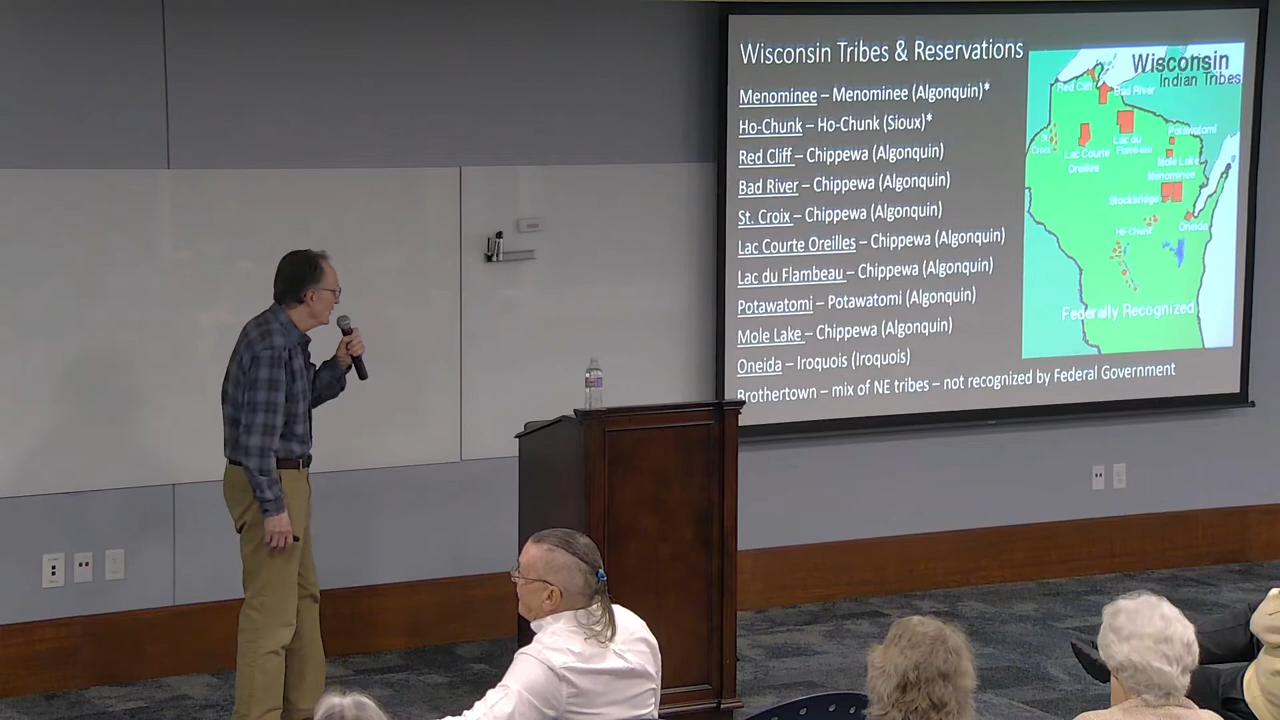 Wisconsin Tribes & Reservations
Menominee – Menominee (Algonquin)*
Ho-Chunk – Ho-Chunk (Sioux)*
Red Cliff – Chippewa (Algonquin)
Bad River – Chippewa (Algonquin)
St. Croix – Chippewa (Algonquin)
Lac Courte Oreilles – Chippewa (Algonquin)
Lac du Flambeau – Chippewa (Algonquin)
Potawatomi – Potawatomi (Algonquin)
Mole Lake – Chippewa (Algonquin)
Oneida – Iroquois (Iroquois)
Brothertown – mix of NE tribes – not recognized by Federal Government
Wisconsin
Indian Tribes
Red Cliff
Bad River
St
Croix
Lac Courte
Oreilles
Lac du
Flambeau
Potawatomi
Mole Lake
Menominee
Stockbridge
Oneida
Ho-Chunk
Federally Recognized